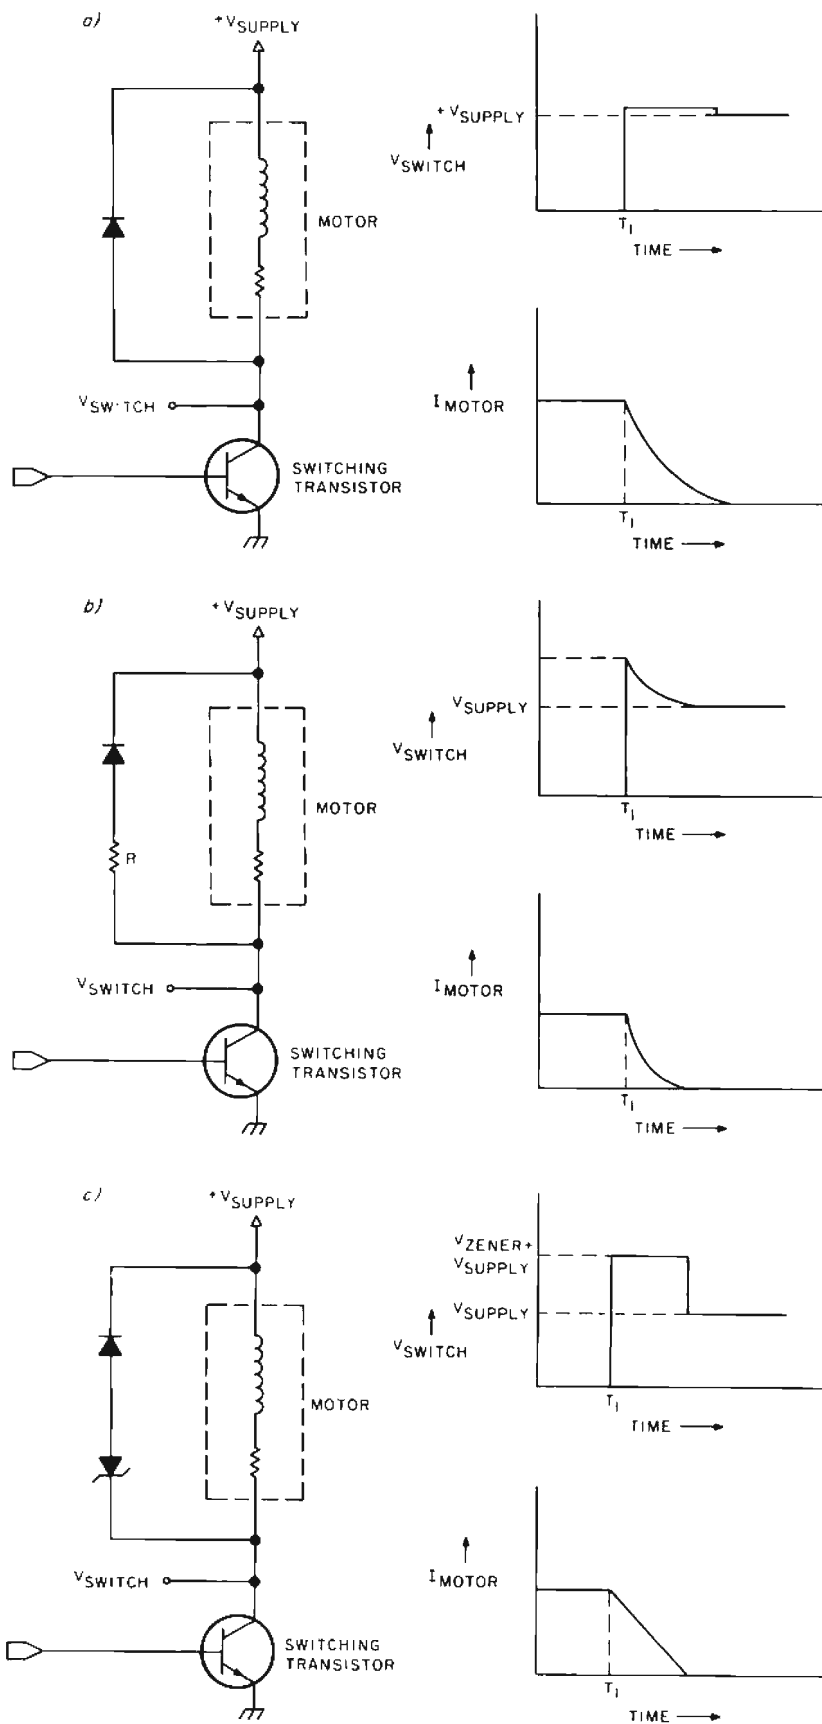 a)
+VSUPPLY
MOTOR
VSWITCH
SWITCHING
TRANSISTOR
+VSUPPLY
VSWITCH
T1
TIME
IMOTOR
T1
TIME
b)
+VSUPPLY
MOTOR
R
VSWITCH
SWITCHING
TRANSISTOR
VSUPPLY
VSWITCH
T1
TIME
IMOTOR
T1
TIME
c)
+VSUPPLY
MOTOR
VSWITCH
SWITCHING
TRANSISTOR
VZENER+
VSUPPLY
VSUPPLY
VSWITCH
T1
TIME
IMOTOR
T1
TIME